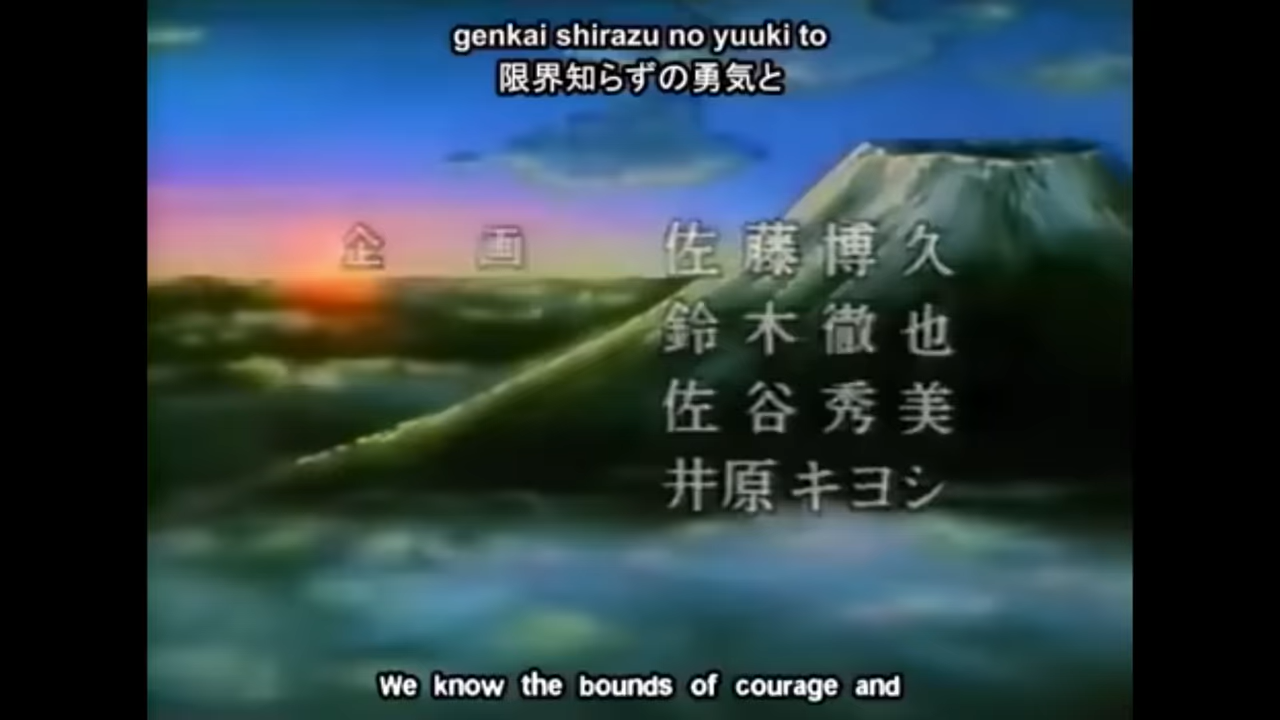 genkai shirazu no yuuki to
限界知らずの勇気と
企 画 佐藤博久
鈴木徹也
佐谷秀美
井原キヨシ
We know the bounds of courage and